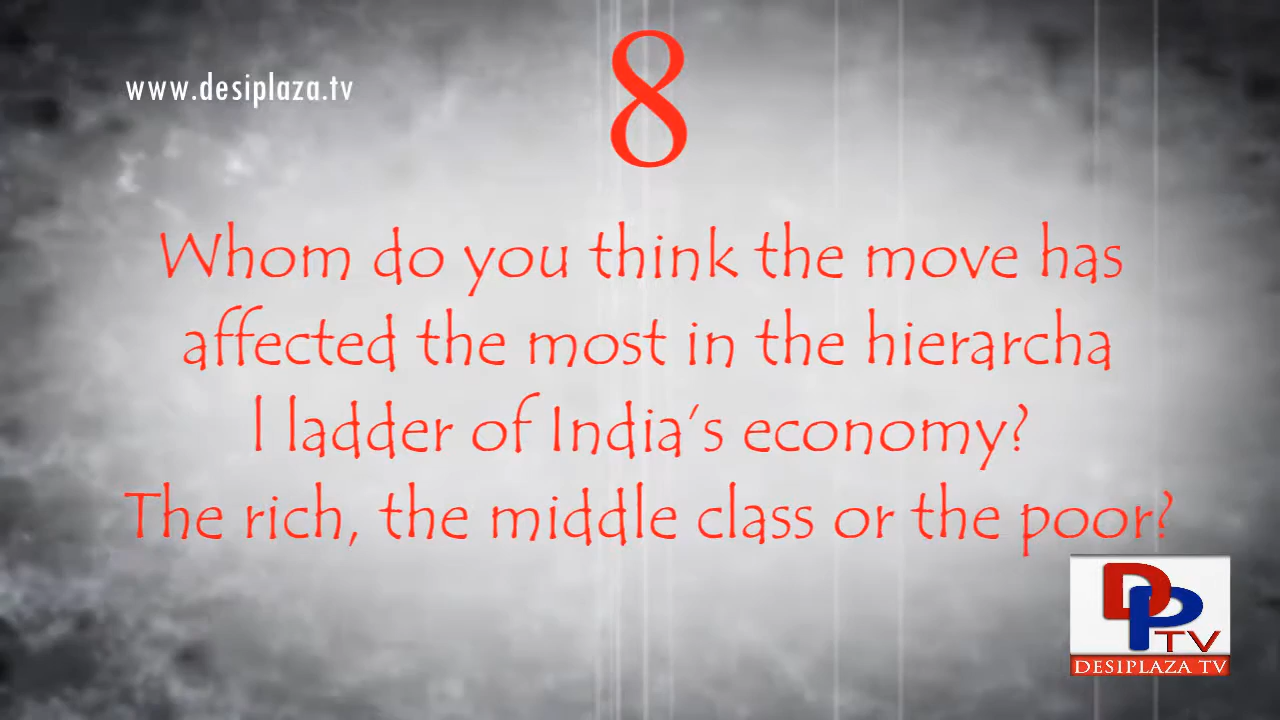 8
www.desiplaza.tv
Whom do you think the move has
affected the most in the hierarcha
l ladder of India's economy?
The rich, the middle class or the poor?
DP
TV
DESIPLAZA TV